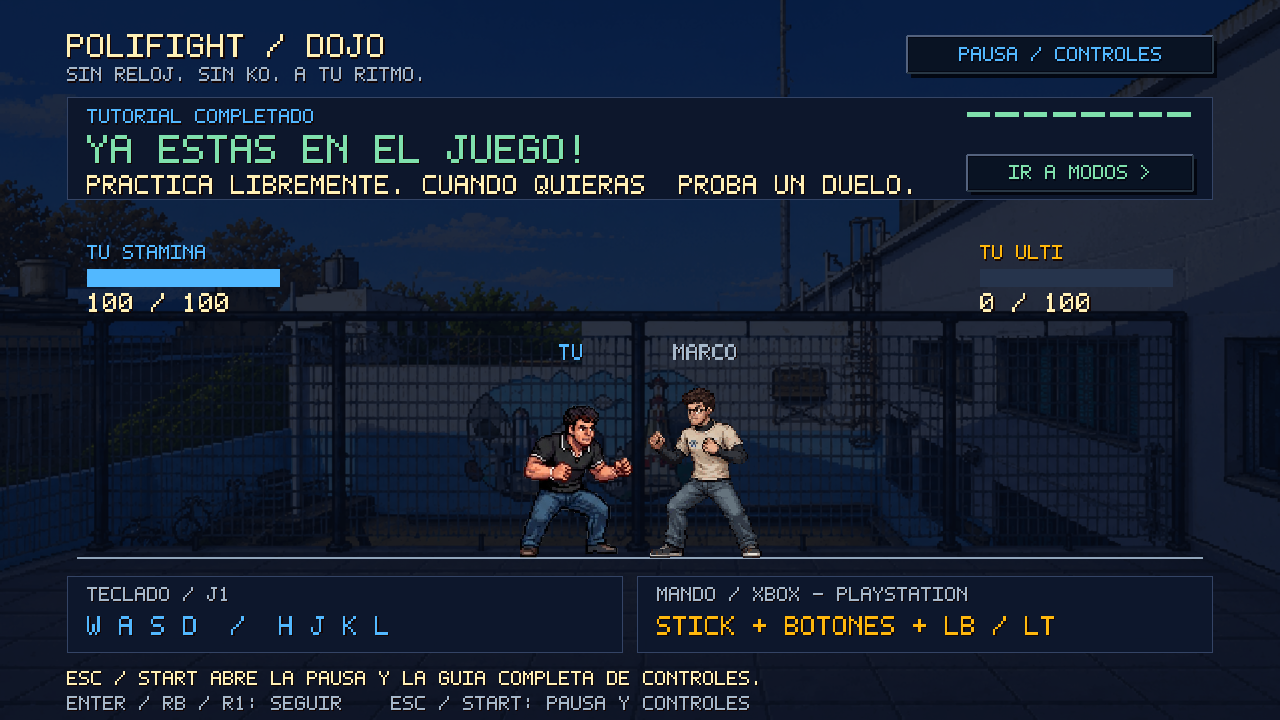 POLIFIGHT / DOJO
SIN RELOJ. SIN KO. A TU RITMO.
PAUSA / CONTROLES
TUTORIAL COMPLETADO
YA ESTAS EN EL JUEGO!
PRACTICA LIBREMENTE. CUANDO QUIERAS  PROBA UN DUELO.
IR A MODOS >
TU STAMINA
100 / 100
TU ULTI
0 / 100
TU
MARCO
TECLADO / J1
W A S D / H J K L
MANDO / XBOX - PLAYSTATION
STICK + BOTONES + LB / LT
ESC / START ABRE LA PAUSA Y LA GUIA COMPLETA DE CONTROLES.
ENTER / RB / R1: SEGUIR    ESC / START: PAUSA Y CONTROLES